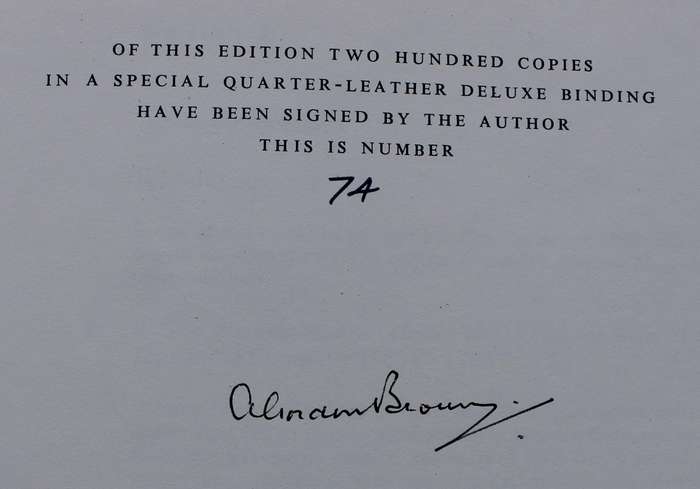 OF THIS EDITION TWO HUNDRED COPIES
IN A SPECIAL QUARTER-LEATHER DELUXE BINDING
HAVE BEEN SIGNED BY THE AUTHOR
THIS IS NUMBER
74